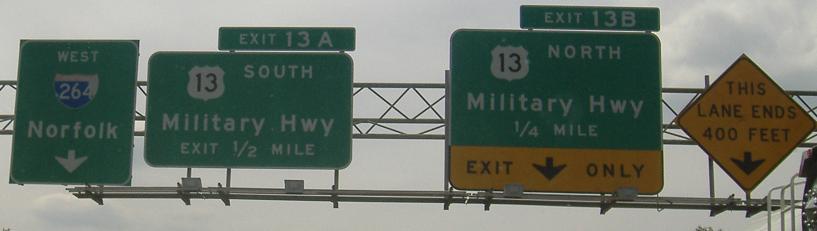 WEST
264
Norfolk
EXIT 13A
13 SOUTH
Military Hwy
EXIT 1/2 MILE
EXIT 13B
13 NORTH
Military Hwy
1/4 MILE
EXIT ONLY
THIS
LANE ENDS
400 FEET